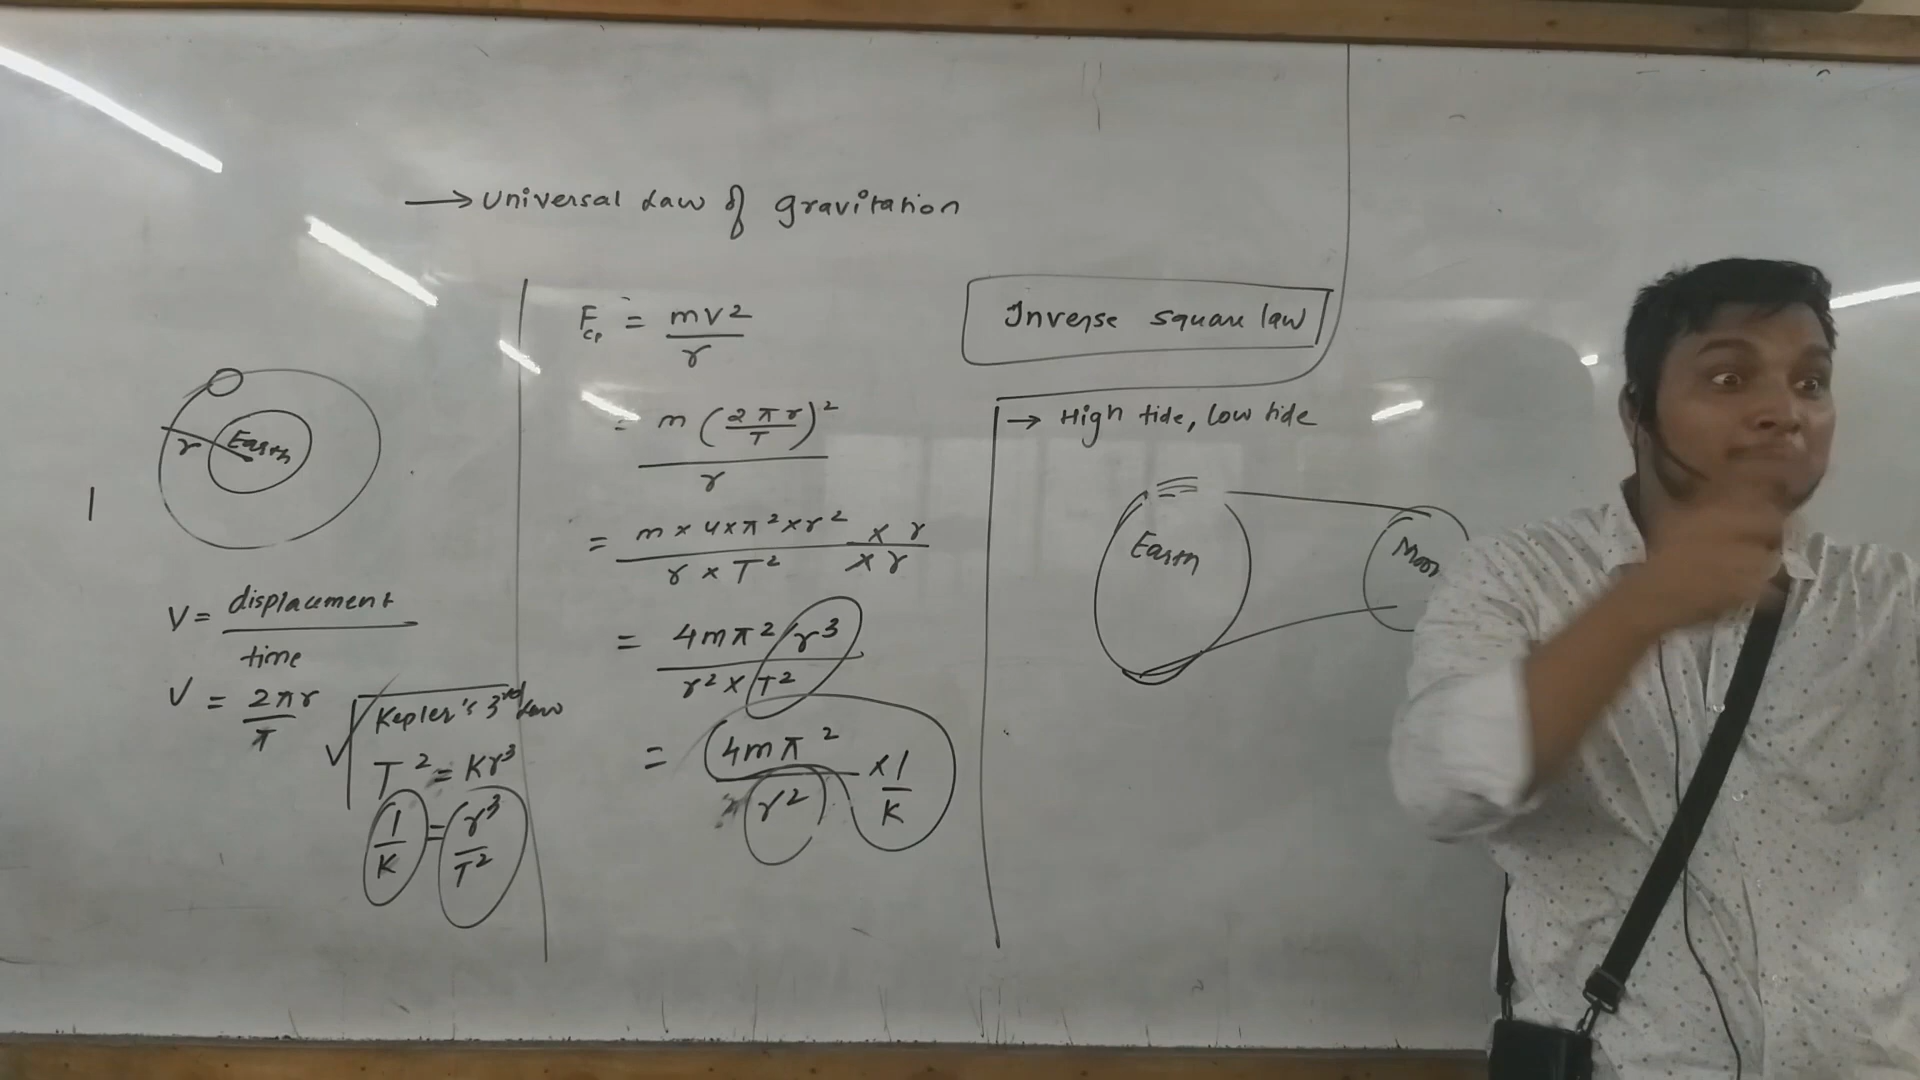 → Universal Law of gravitation
r Earth
V = displacement / time
V = 2πr / T
Kepler's 3rd Law
T² = Kr³
1/K = r³/T²
F_cp = mv² / r
= m (2πr / T)² / r
= m × 4 × π² × r² × r / r × T² × r
= 4mπ² r³ / r² × T²
= 4mπ² / r² × 1/K
Inverse square law
→ High tide, low tide
Earth
Moon